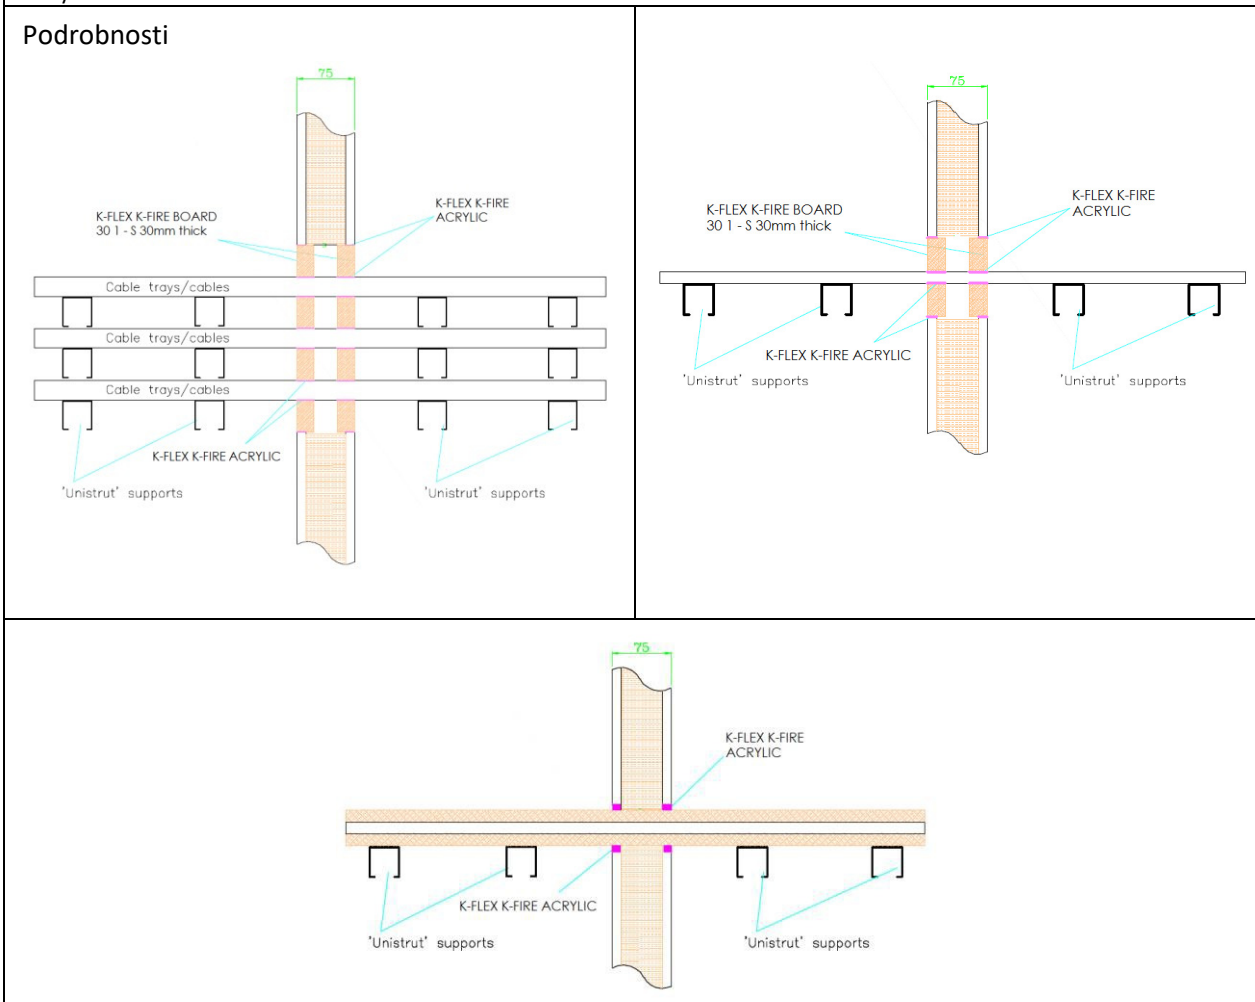 Podrobnosti
75
K-FLEX K-FIRE BOARD
30 1 - S 30mm thick
K-FLEX K-FIRE
ACRYLIC
Cable trays/cables
Cable trays/cables
Cable trays/cables
K-FLEX K-FIRE ACRYLIC
'Unistrut' supports
'Unistrut' supports
75
K-FLEX K-FIRE BOARD
30 1 - S 30mm thick
K-FLEX K-FIRE
ACRYLIC
K-FLEX K-FIRE ACRYLIC
'Unistrut' supports
'Unistrut' supports
75
K-FLEX K-FIRE
ACRYLIC
K-FLEX K-FIRE ACRYLIC
'Unistrut' supports
'Unistrut' supports